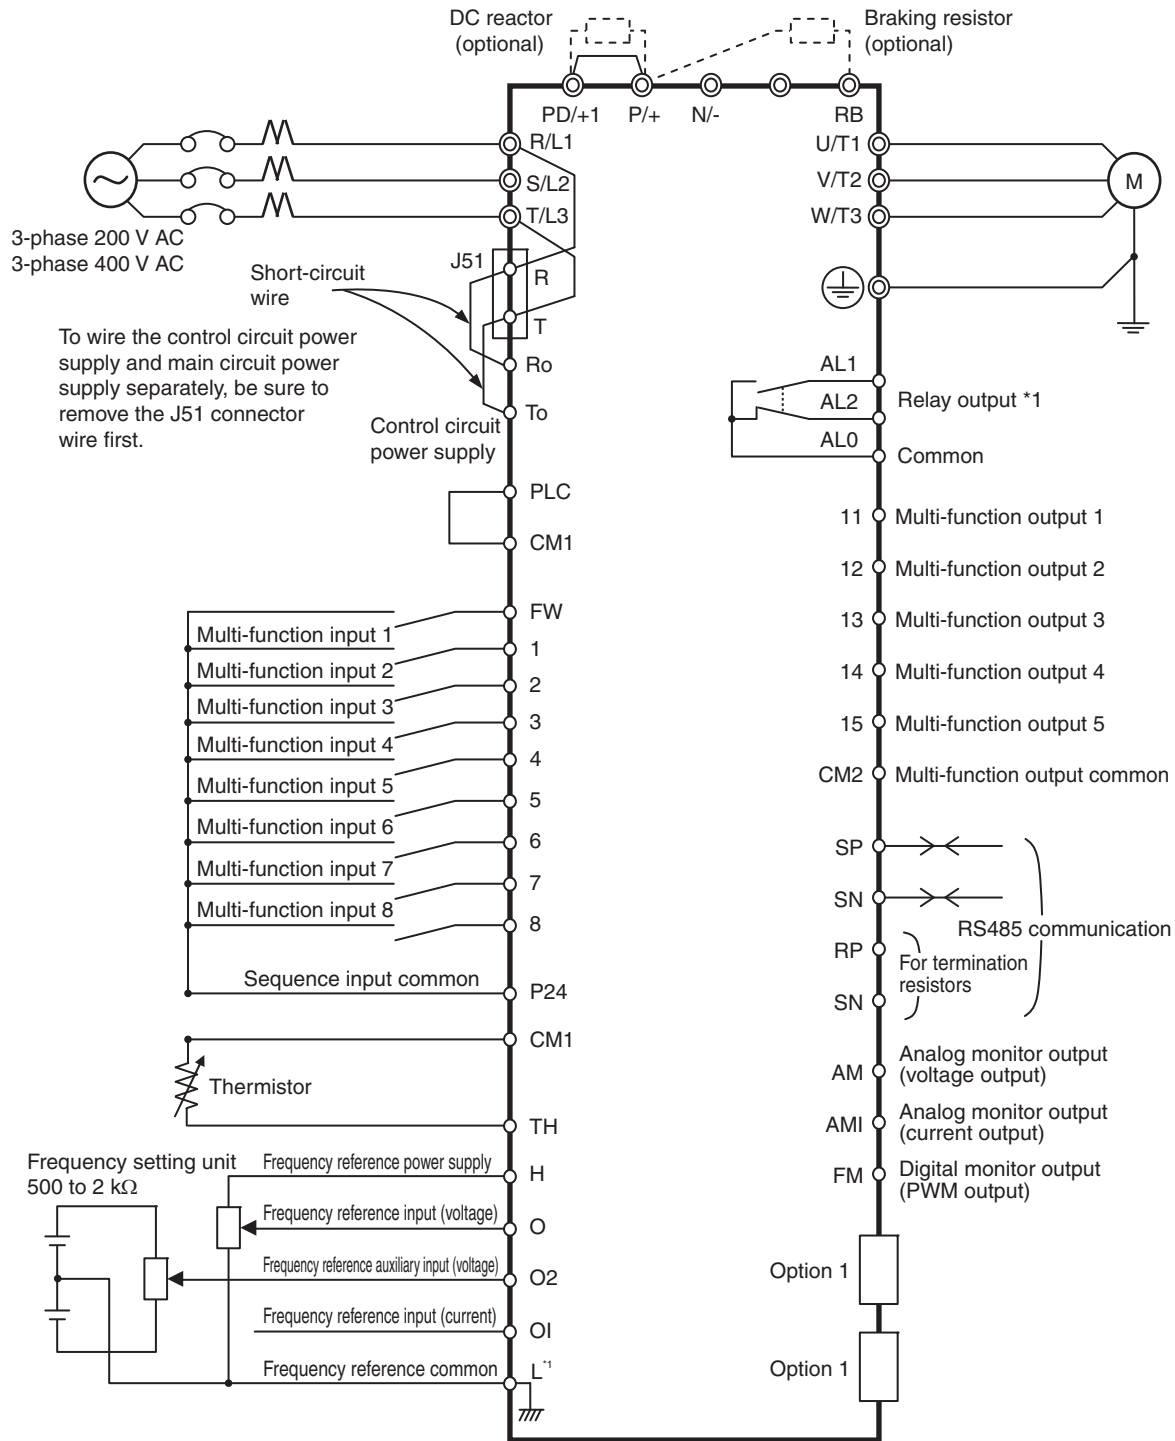 DC reactor
(optional)
Braking resistor
(optional)
PD/+1
P/+
N/-
RB
R/L1
S/L2
T/L3
U/T1
V/T2
W/T3
M
3-phase 200 V AC
3-phase 400 V AC
J51
R
T
Short-circuit
wire
To wire the control circuit power
supply and main circuit power
supply separately, be sure to
remove the J51 connector
wire first.
Ro
To
Control circuit
power supply
AL1
AL2
AL0
Relay output *1
Common
PLC
CM1
11 Multi-function output 1
12 Multi-function output 2
13 Multi-function output 3
14 Multi-function output 4
15 Multi-function output 5
CM2 Multi-function output common
FW
Multi-function input 1
1
Multi-function input 2
2
Multi-function input 3
3
Multi-function input 4
4
Multi-function input 5
5
Multi-function input 6
6
Multi-function input 7
7
Multi-function input 8
8
Sequence input common
P24
SP
SN
RS485 communication
RP
For termination
resistors
SN
CM1
Thermistor
TH
AM
Analog monitor output
(voltage output)
AMI
Analog monitor output
(current output)
FM
Digital monitor output
(PWM output)
Frequency setting unit
500 to 2 kΩ
Frequency reference power supply
H
Frequency reference input (voltage)
O
Frequency reference auxiliary input (voltage)
O2
Frequency reference input (current)
OI
Frequency reference common
L*1
Option 1
Option 1